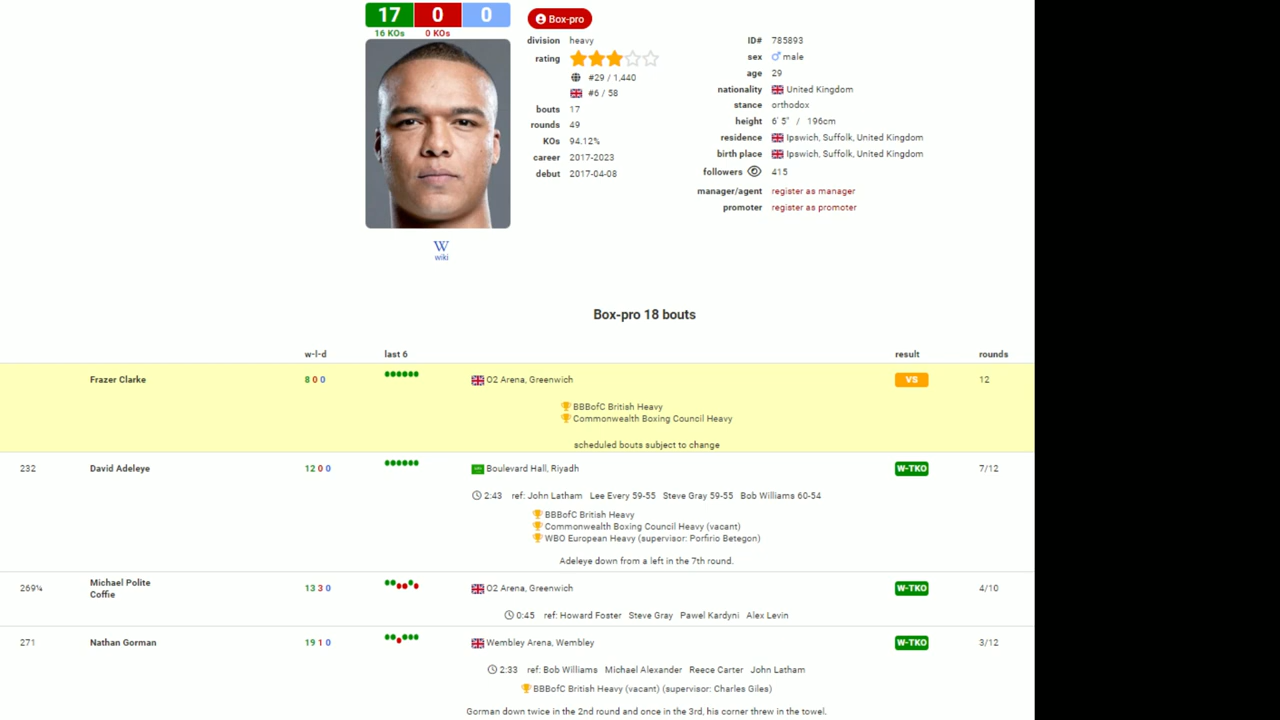 17 0 0
16 KOs 0 KOs
Box-pro
division heavy
rating
#29 / 1,440
#6 / 58
bouts 17
rounds 49
KOs 94.12%
career 2017-2023
debut 2017-04-08
ID# 785893
sex male
age 29
nationality United Kingdom
stance orthodox
height 6' 5" / 196cm
residence Ipswich, Suffolk, United Kingdom
birth place Ipswich, Suffolk, United Kingdom
followers 415
manager/agent register as manager
promoter register as promoter
W
wiki
Box-pro 18 bouts
w-l-d last 6 result rounds
Frazer Clarke 8 0 0 O2 Arena, Greenwich VS 12
BBBofC British Heavy
Commonwealth Boxing Council Heavy
scheduled bouts subject to change
232 David Adeleye 12 0 0 Boulevard Hall, Riyadh W-TKO 7/12
2:43 ref: John Latham Lee Every 59-55 Steve Gray 59-55 Bob Williams 60-54
BBBofC British Heavy
Commonwealth Boxing Council Heavy (vacant)
WBO European Heavy (supervisor: Porfirio Betegon)
Adeleye down from a left in the 7th round.
269¼ Michael Polite
Coffie 13 3 0 O2 Arena, Greenwich W-TKO 4/10
0:45 ref: Howard Foster Steve Gray Pawel Kardyni Alex Levin
271 Nathan Gorman 19 1 0 Wembley Arena, Wembley W-TKO 3/12
2:33 ref: Bob Williams Michael Alexander Reece Carter John Latham
BBBofC British Heavy (vacant) (supervisor: Charles Giles)
Gorman down twice in the 2nd round and once in the 3rd, his corner threw in the towel.